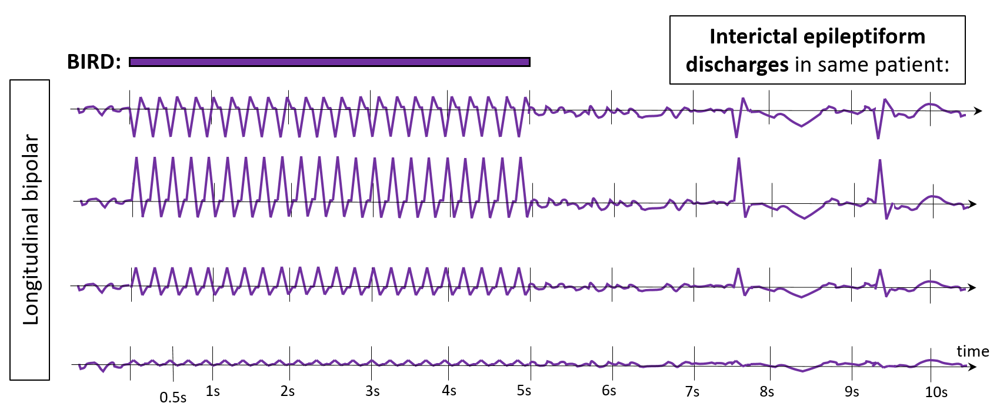 Interictal epileptiform
discharges in same patient:
BIRD:
Longitudinal bipolar
time
0.5s
1s
2s
3s
4s
5s
6s
7s
8s
9s
10s